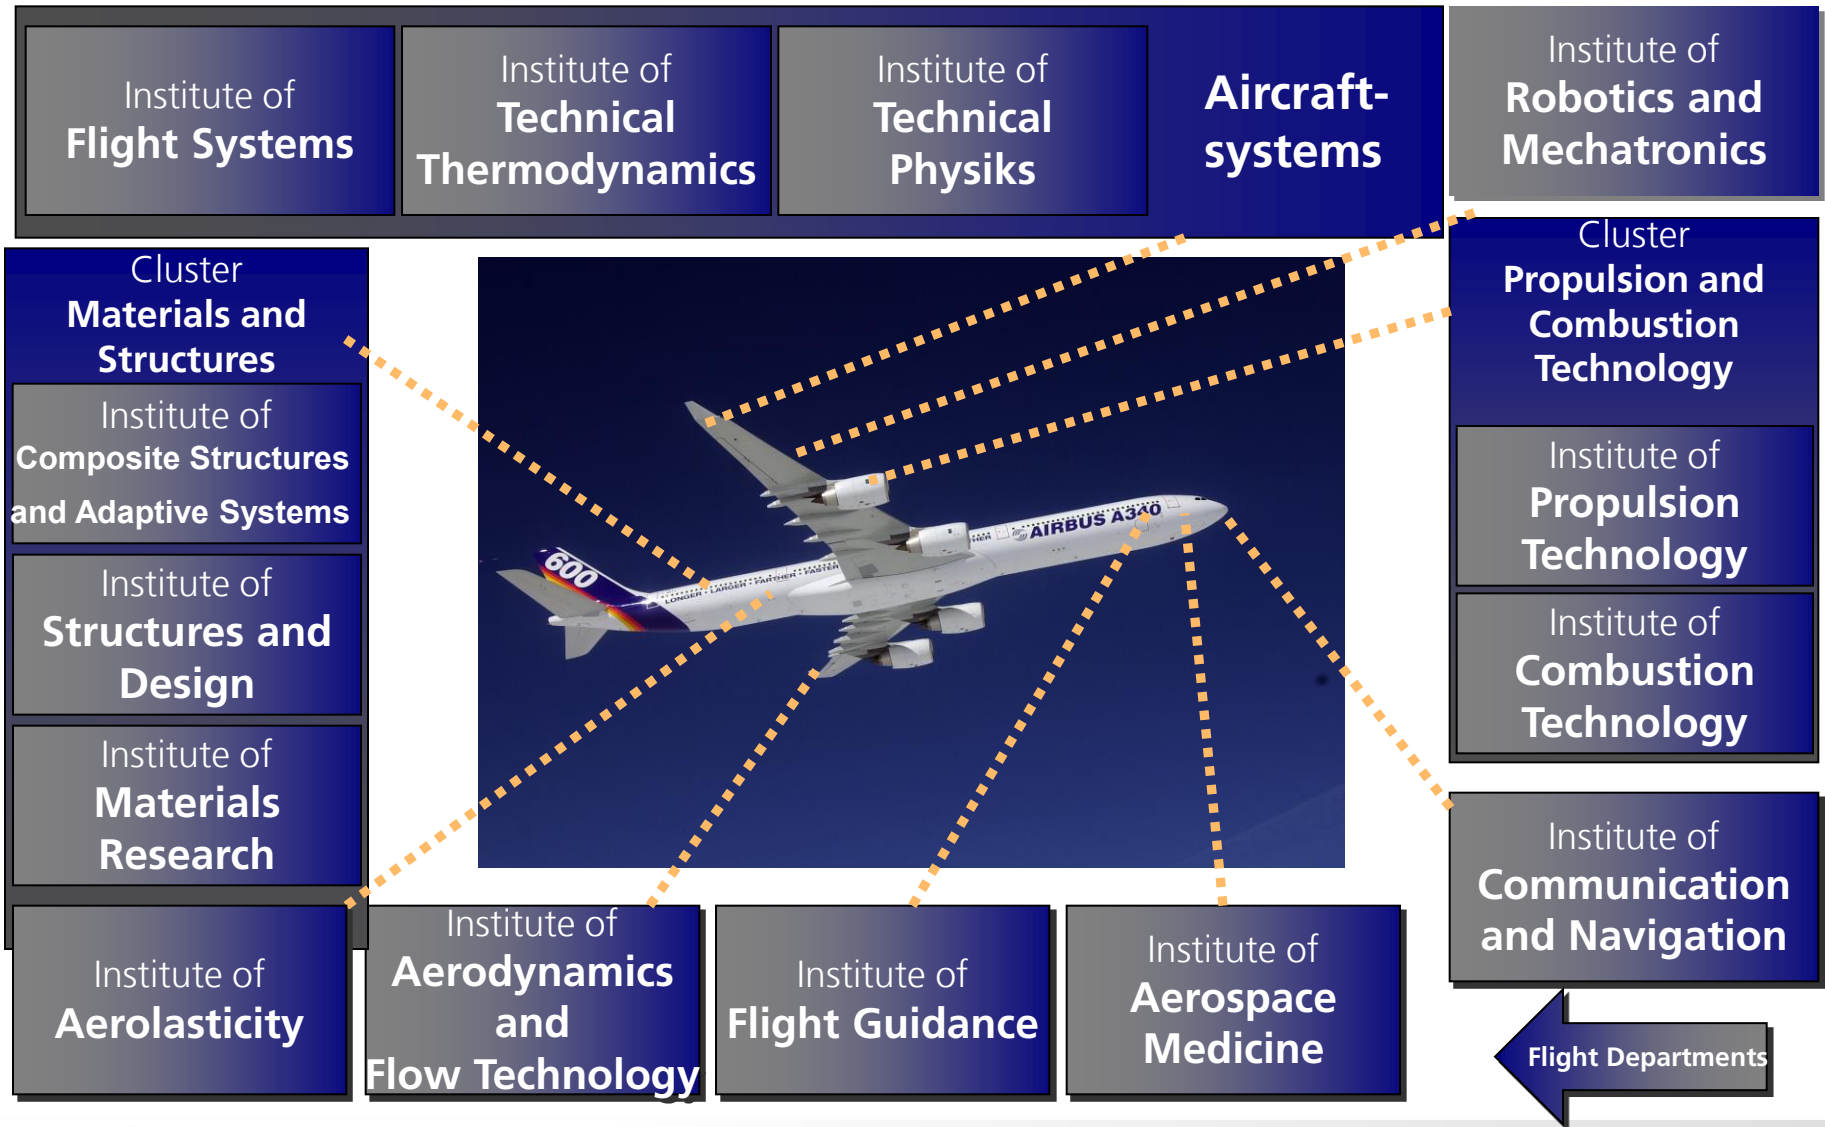 Institute of
Flight Systems
Institute of
Technical
Thermodynamics
Institute of
Technical
Physiks
Aircraft-
systems
Institute of
Robotics and
Mechatronics
Cluster
Materials and
Structures
Institute of
Composite Structures
and Adaptive Systems
Institute of
Structures and
Design
Institute of
Materials
Research
Cluster
Propulsion and
Combustion
Technology
Institute of
Propulsion
Technology
Institute of
Combustion
Technology
600
LONGER · LARGER · FARTHER · FASTER
AIRBUS A340
Institute of
Communication
and Navigation
Institute of
Aerolasticity
Institute of
Aerodynamics
and
Flow Technology
Institute of
Flight Guidance
Institute of
Aerospace
Medicine
Flight Departments